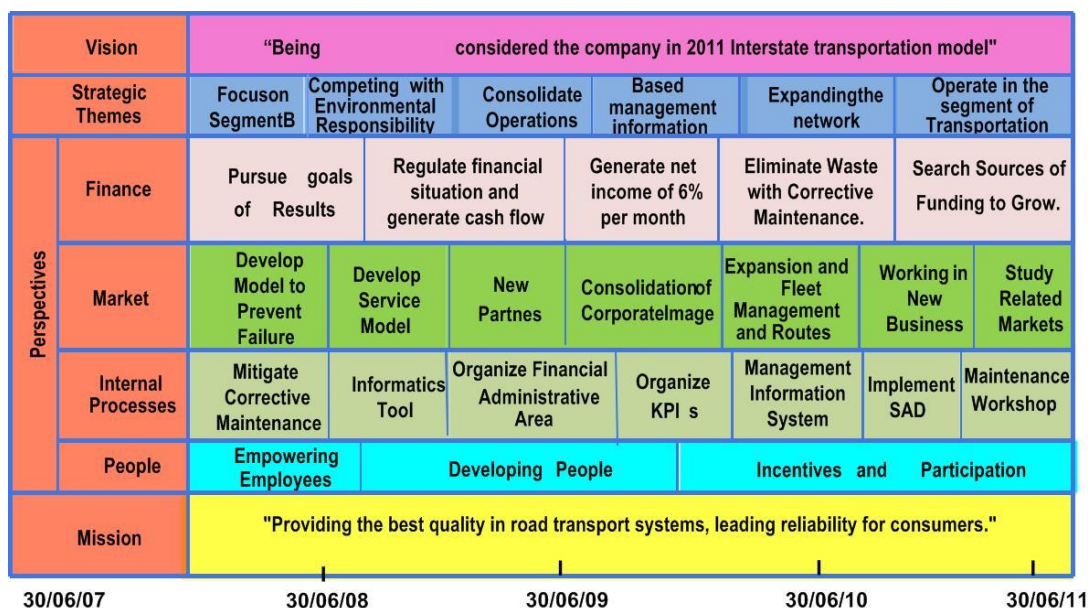 Vision
“Being considered the company in 2011 Interstate transportation model"
Strategic
Themes
Focuson
SegmentB
Competing with
Environmental
Responsibility
Consolidate
Operations
Based
management
information
Expandingthe
network
Operate in the
segment of
Transportation
Perspectives
Finance
Pursue goals
of Results
Regulate financial
situation and
generate cash flow
Generate net
income of 6%
per month
Eliminate Waste
with Corrective
Maintenance.
Search Sources of
Funding to Grow.
Market
Develop
Model to
Prevent
Failure
Develop
Service
Model
New
Partnes
Consolidationof
CorporateImage
Expansion and
Fleet
Management
and Routes
Working in
New
Business
Study
Related
Markets
Internal
Processes
Mitigate
Corrective
Maintenance
Informatics
Tool
Organize Financial
Administrative
Area
Organize
KPI s
Management
Information
System
Implement
SAD
Maintenance
Workshop
People
Empowering
Employees
Developing People
Incentives and Participation
Mission
"Providing the best quality in road transport systems, leading reliability for consumers."
30/06/07 30/06/08 30/06/09 30/06/10 30/06/11